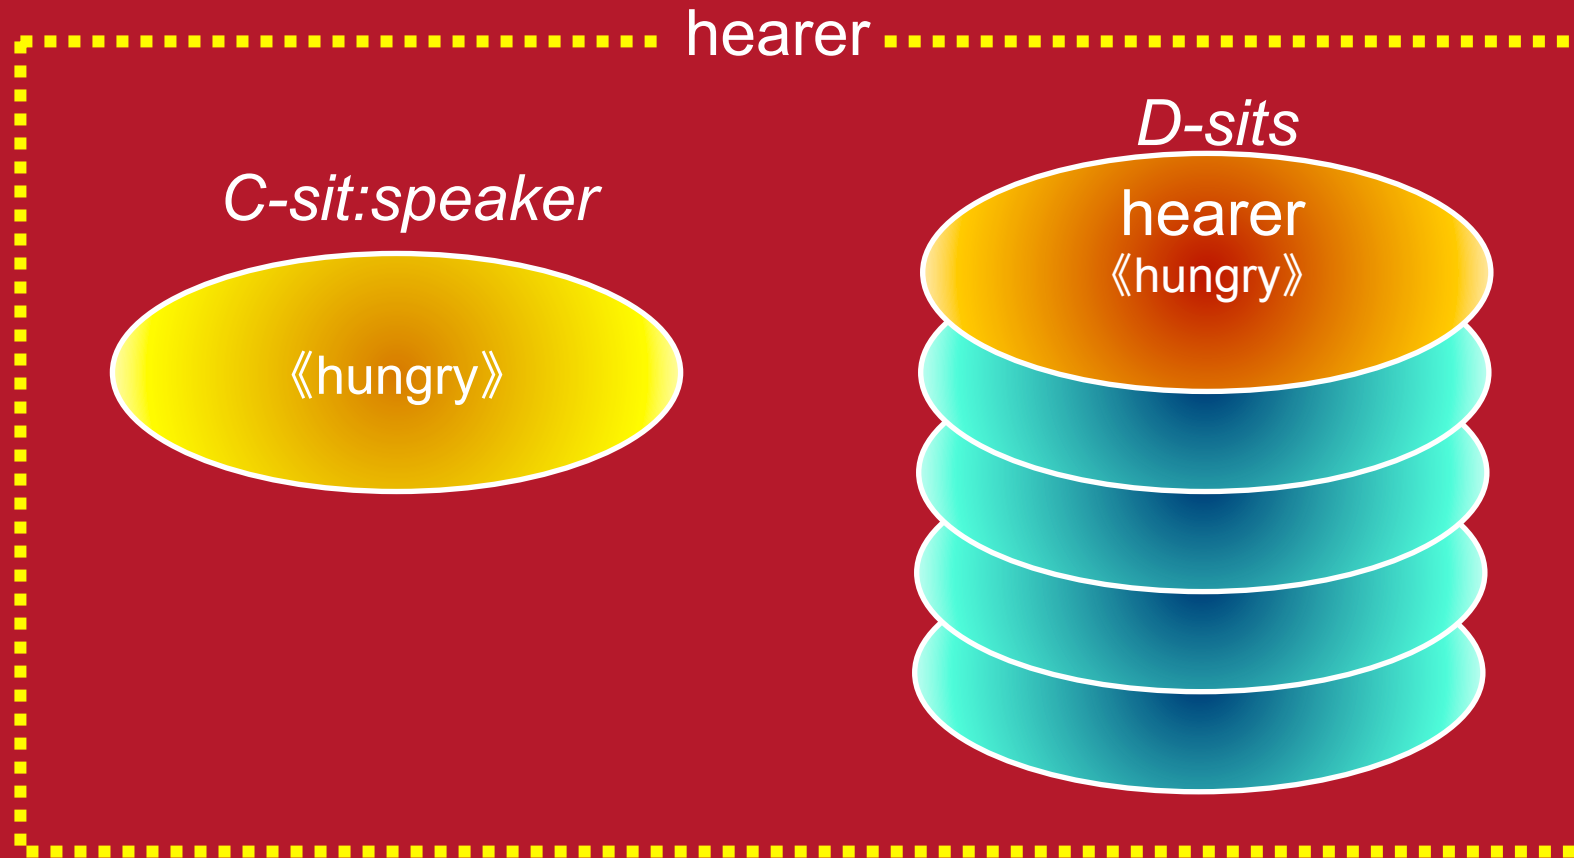 hearer
C-sit:speaker
《hungry》
D-sits
hearer
《hungry》